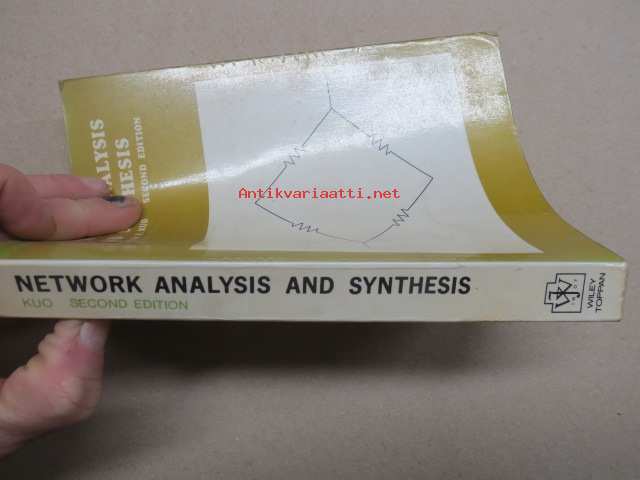 ALYSIS
HESIS
SECOND EDITION
Antikvariaatti.net
NETWORK ANALYSIS AND SYNTHESIS
KUO SECOND EDITION
WILEY
TOPPAN